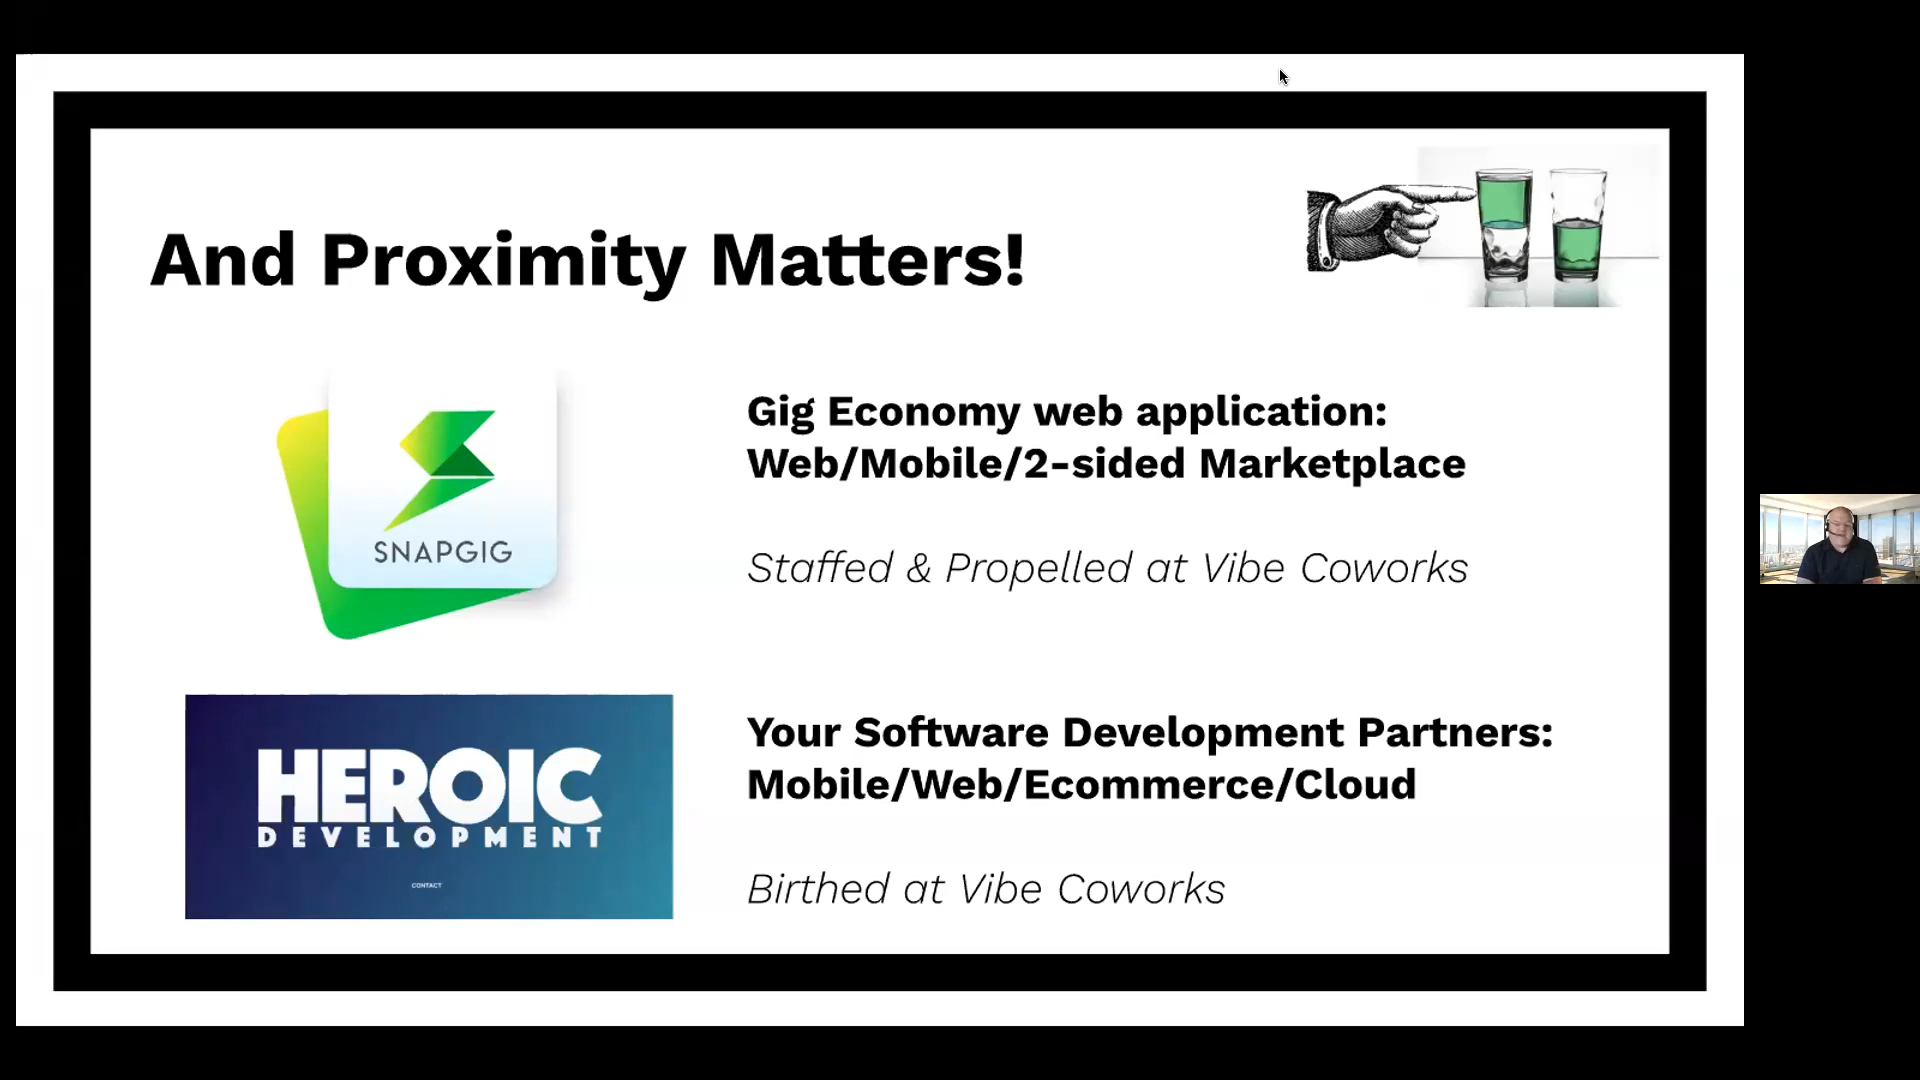 And Proximity Matters!
SNAPGIG
Gig Economy web application:
Web/Mobile/2-sided Marketplace
Staffed & Propelled at Vibe Coworks
HEROIC
DEVELOPMENT
CONTACT
Your Software Development Partners:
Mobile/Web/Ecommerce/Cloud
Birthed at Vibe Coworks